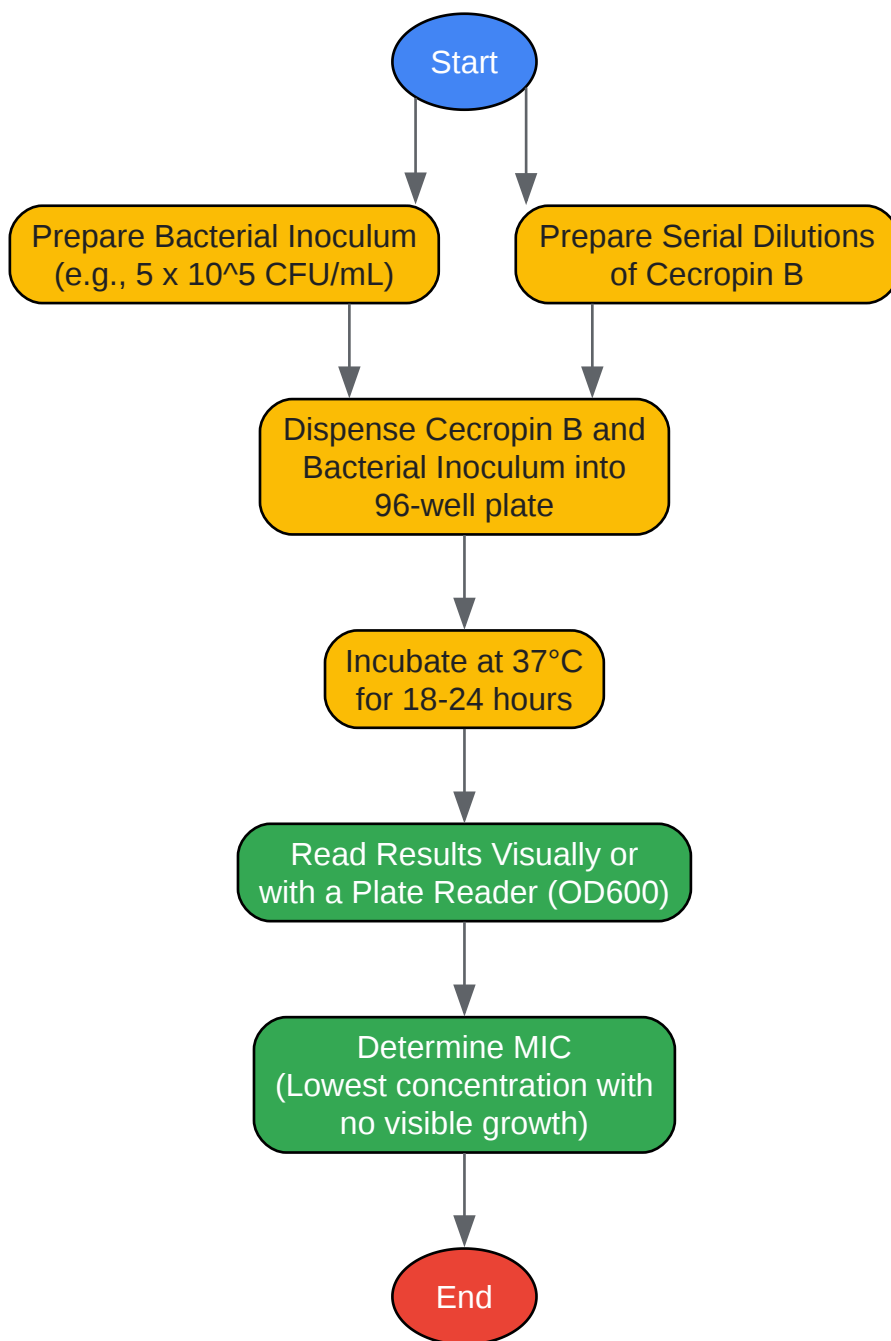 Start
Prepare Bacterial Inoculum
(e.g., 5 x 10^5 CFU/mL)
Prepare Serial Dilutions
of Cecropin B
Dispense Cecropin B and
Bacterial Inoculum into
96-well plate
Incubate at 37°C
for 18-24 hours
Read Results Visually or
with a Plate Reader (OD600)
Determine MIC
(Lowest concentration with
no visible growth)
End